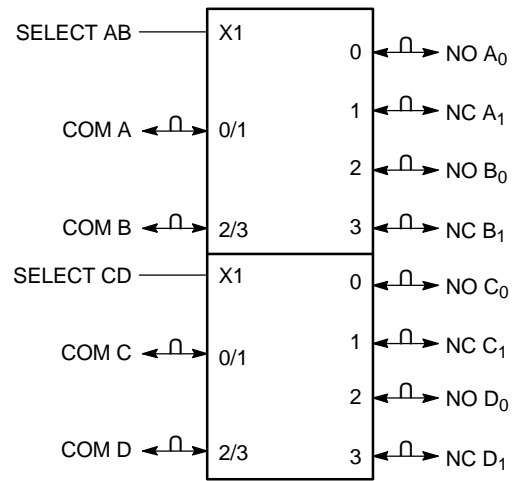 SELECT AB X1
0 NO A0
1 NC A1
COM A 0/1
2 NO B0
COM B 2/3 3 NC B1
SELECT CD X1
0 NO C0
1 NC C1
COM C 0/1
2 NO D0
COM D 2/3 3 NC D1